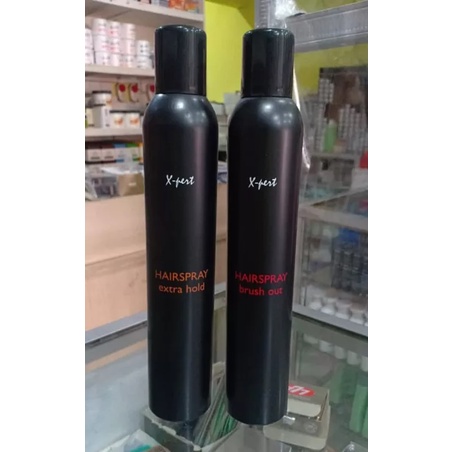 X-pert
HAIRSPRAY
extra hold
X-pert
HAIRSPRAY
brush out